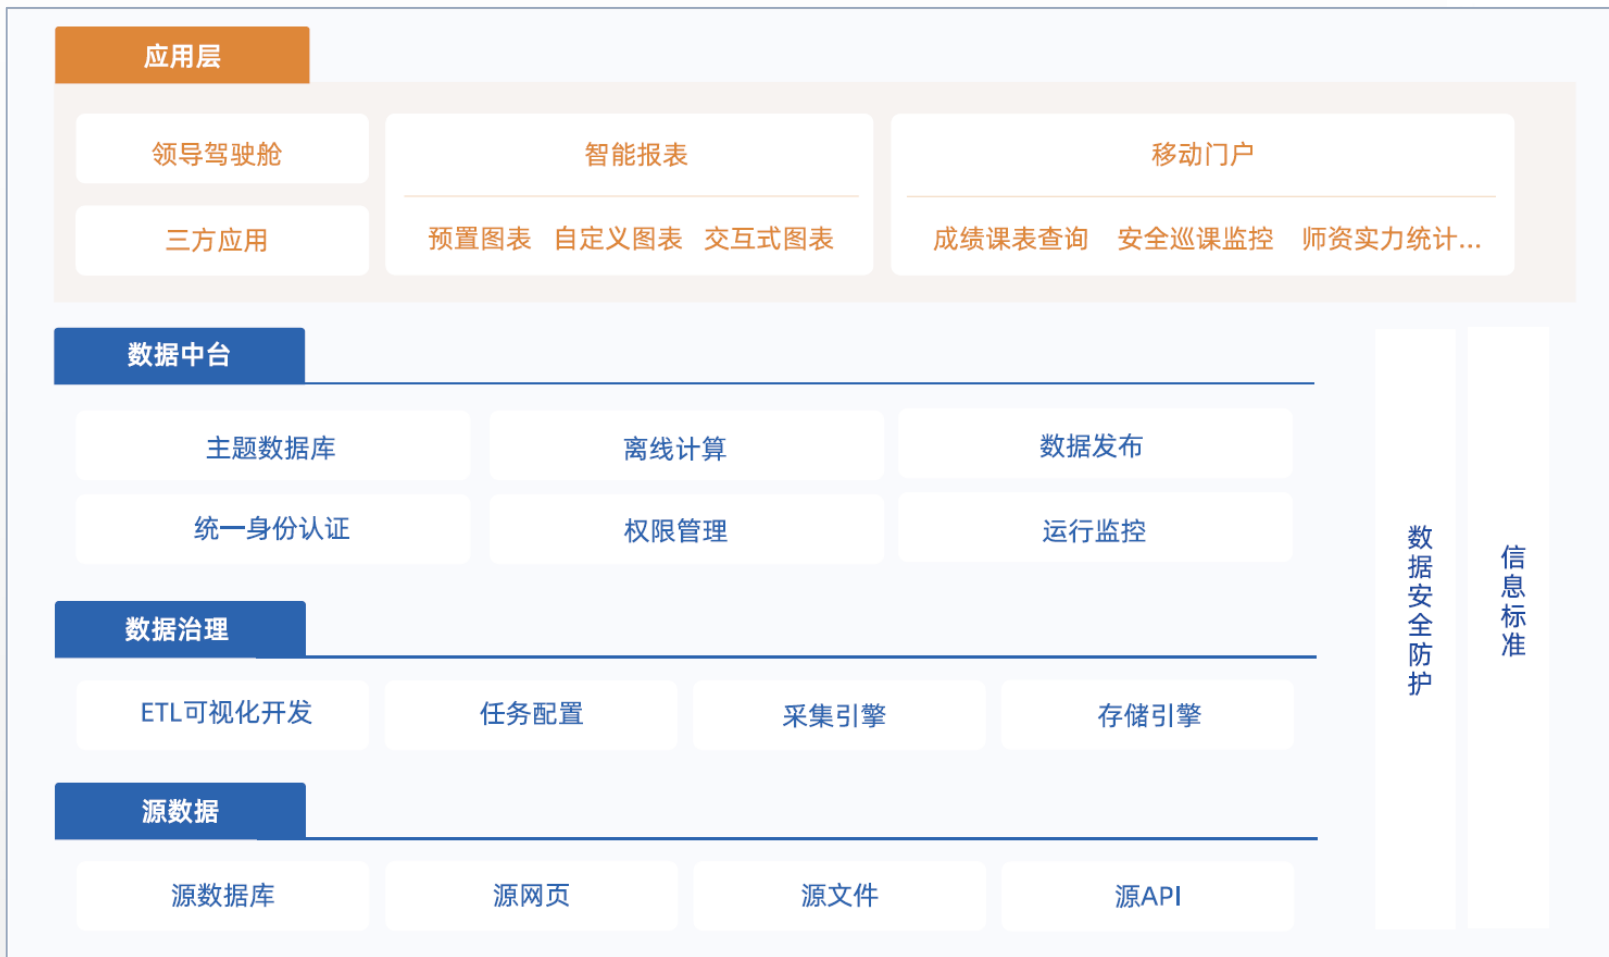 应用层
领导驾驶舱
智能报表
移动门户
三方应用
预置图表 自定义图表 交互式图表
成绩课表查询 安全巡课监控 师资实力统计...
数据中台
主题数据库
离线计算
数据发布
统一身份认证
权限管理
运行监控
数据治理
ETL可视化开发
任务配置
采集引擎
存储引擎
源数据
源数据库
源网页
源文件
源API
数据安全防护
信息标准